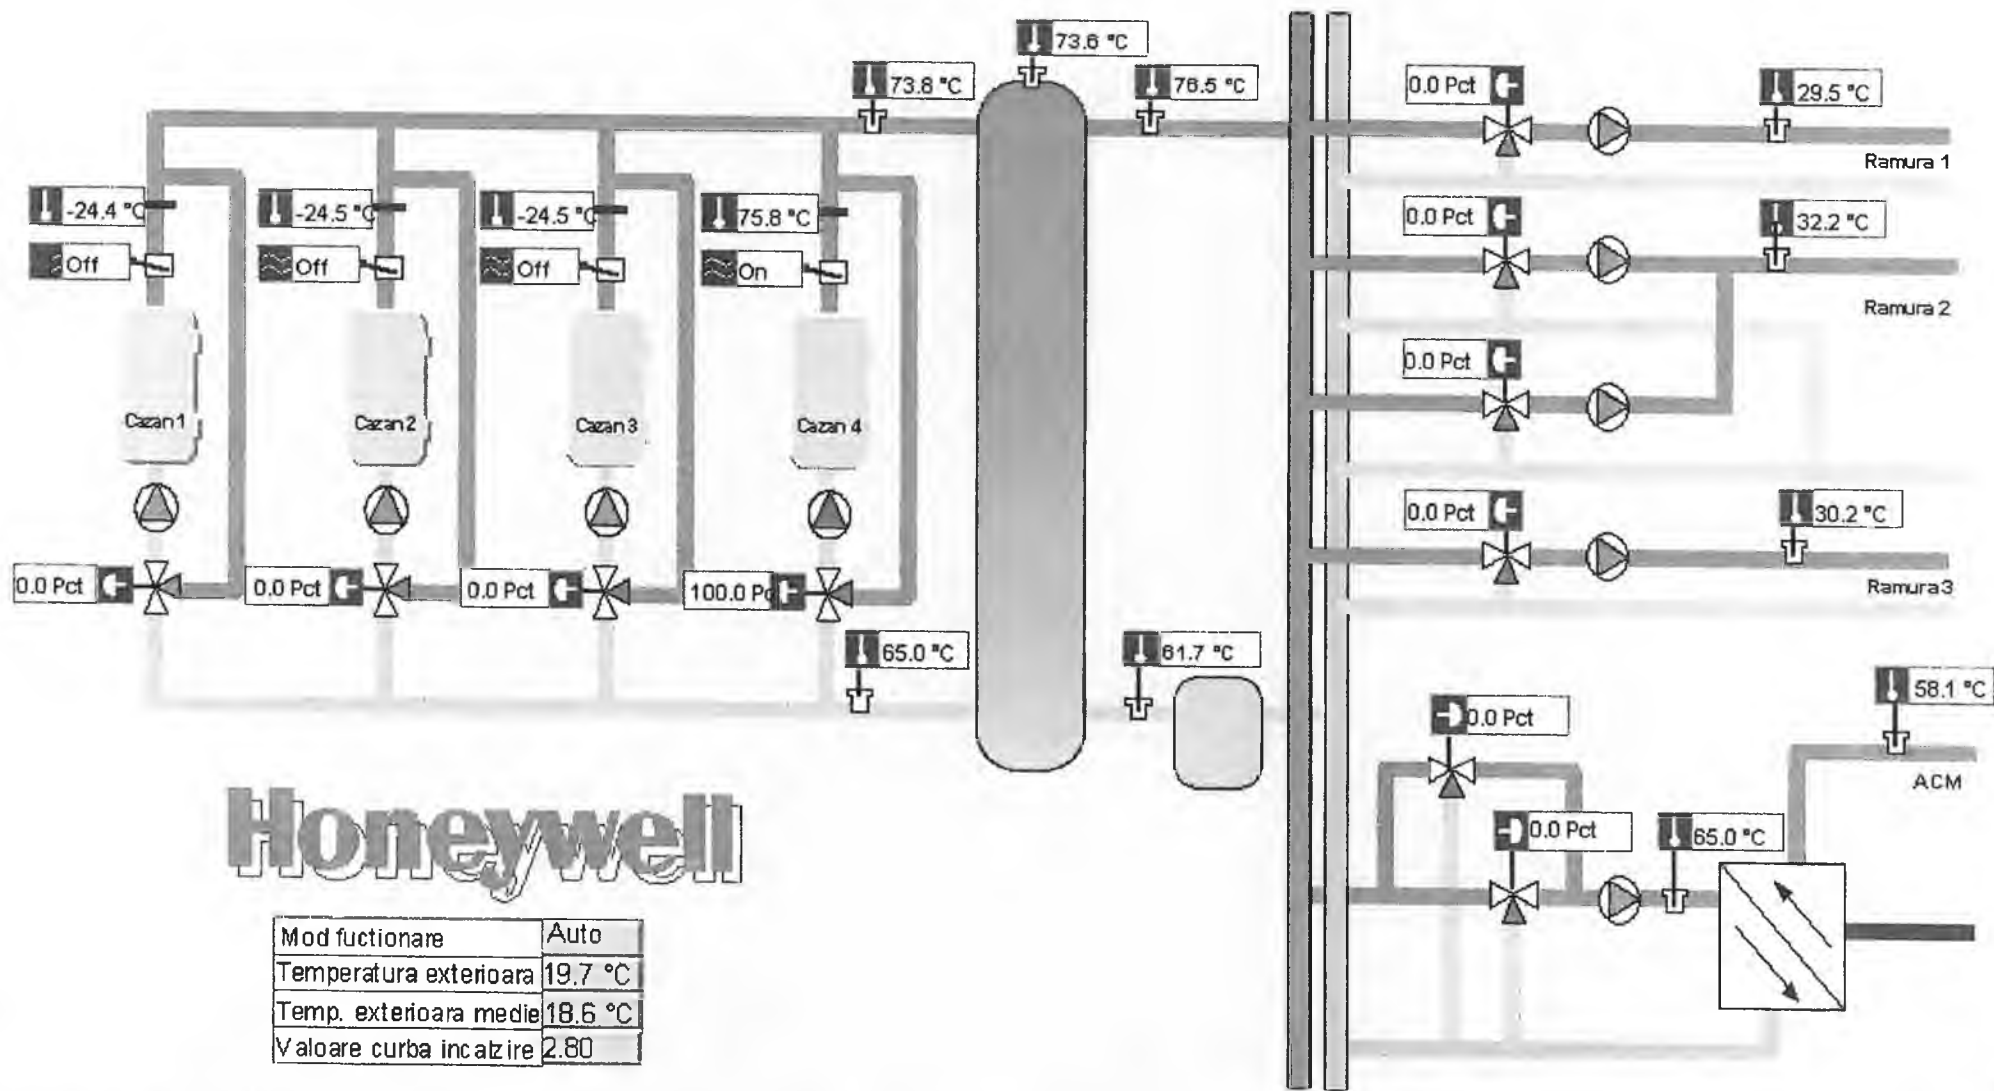 73.6 °C
73.8 °C
76.5 °C
0.0 Pct
29.5 °C
Ramura 1
-24.4 °C
-24.5 °C
-24.5 °C
75.8 °C
0.0 Pct
32.2 °C
Off
Off
Off
On
Ramura 2
0.0 Pct
Cazan 1
Cazan 2
Cazan 3
Cazan 4
0.0 Pct
30.2 °C
0.0 Pct
0.0 Pct
0.0 Pct
100.0 Pc
Ramura3
65.0 °C
61.7 °C
58.1 °C
0.0 Pct
ACM
0.0 Pct
65.0 °C
Honeywell
Mod fuctionare Auto
Temperatura exterioara 19.7 °C
Temp. exterioara medie 18.6 °C
Valoare curba incalzire 2.80